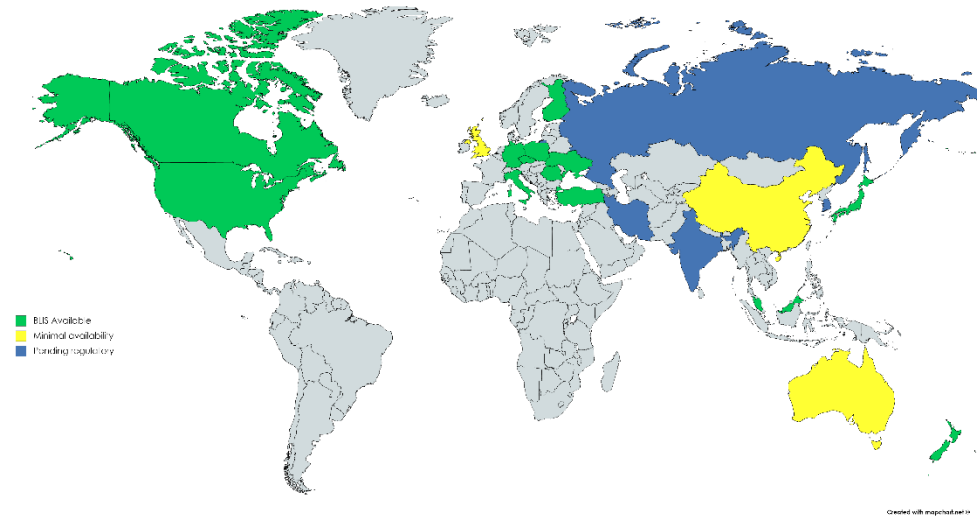 BLIS Available
Minimal availability
Pending regulatory
Created with mapchart.net ©